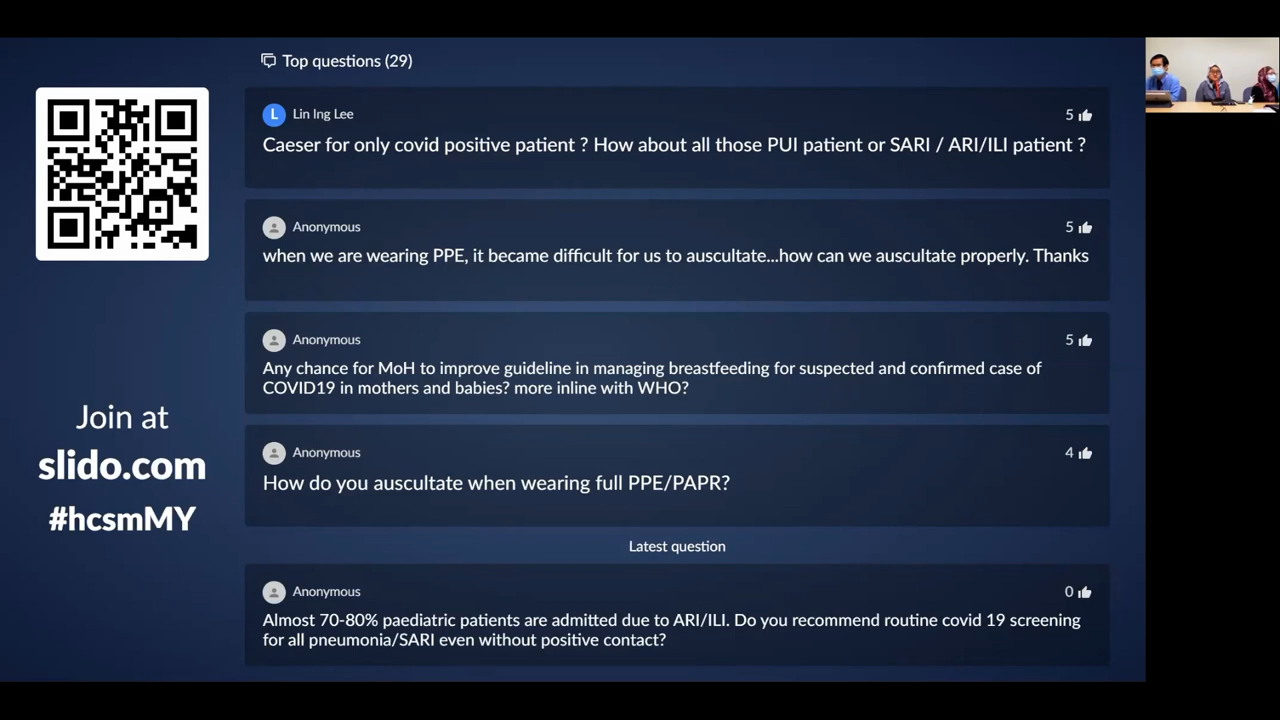 Top questions (29)
L Lin Ing Lee 5
Caeser for only covid positive patient ? How about all those PUI patient or SARI / ARI/ILI patient ?
Anonymous 5
when we are wearing PPE, it became difficult for us to auscultate...how can we auscultate properly. Thanks
Anonymous 5
Any chance for MoH to improve guideline in managing breastfeeding for suspected and confirmed case of
COVID19 in mothers and babies? more inline with WHO?
Anonymous 4
How do you auscultate when wearing full PPE/PAPR?
Latest question
Anonymous 0
Almost 70-80% paediatric patients are admitted due to ARI/ILI. Do you recommend routine covid 19 screening
for all pneumonia/SARI even without positive contact?
Join at
slido.com
#hcsmMY